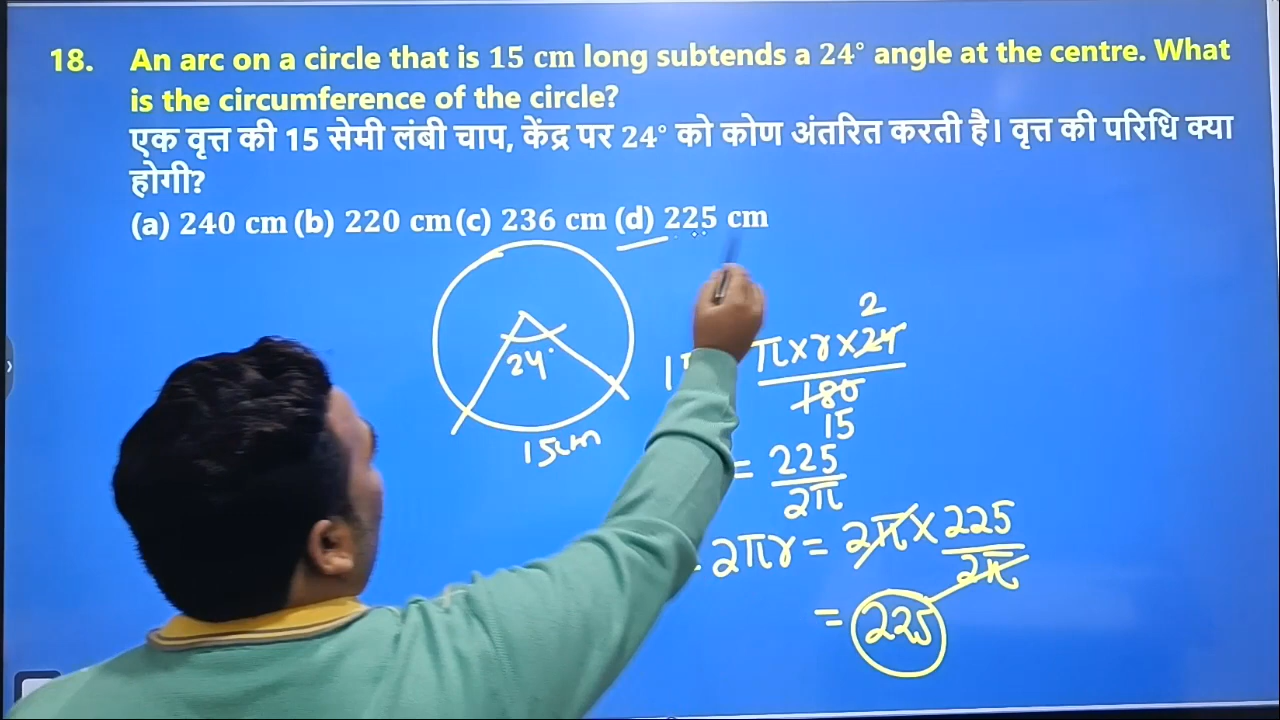 18. An arc on a circle that is 15 cm long subtends a 24° angle at the centre. What
is the circumference of the circle?
एक वृत्त की 15 सेमी लंबी चाप, केंद्र पर 24° को कोण अंतरित करती है। वृत्त की परिधि क्या
होगी?
(a) 240 cm (b) 220 cm (c) 236 cm (d) 225 cm
24°
15cm
2
π×r×24
180
15
= 225
2π
2πr = 2π × 225
2π
= 225